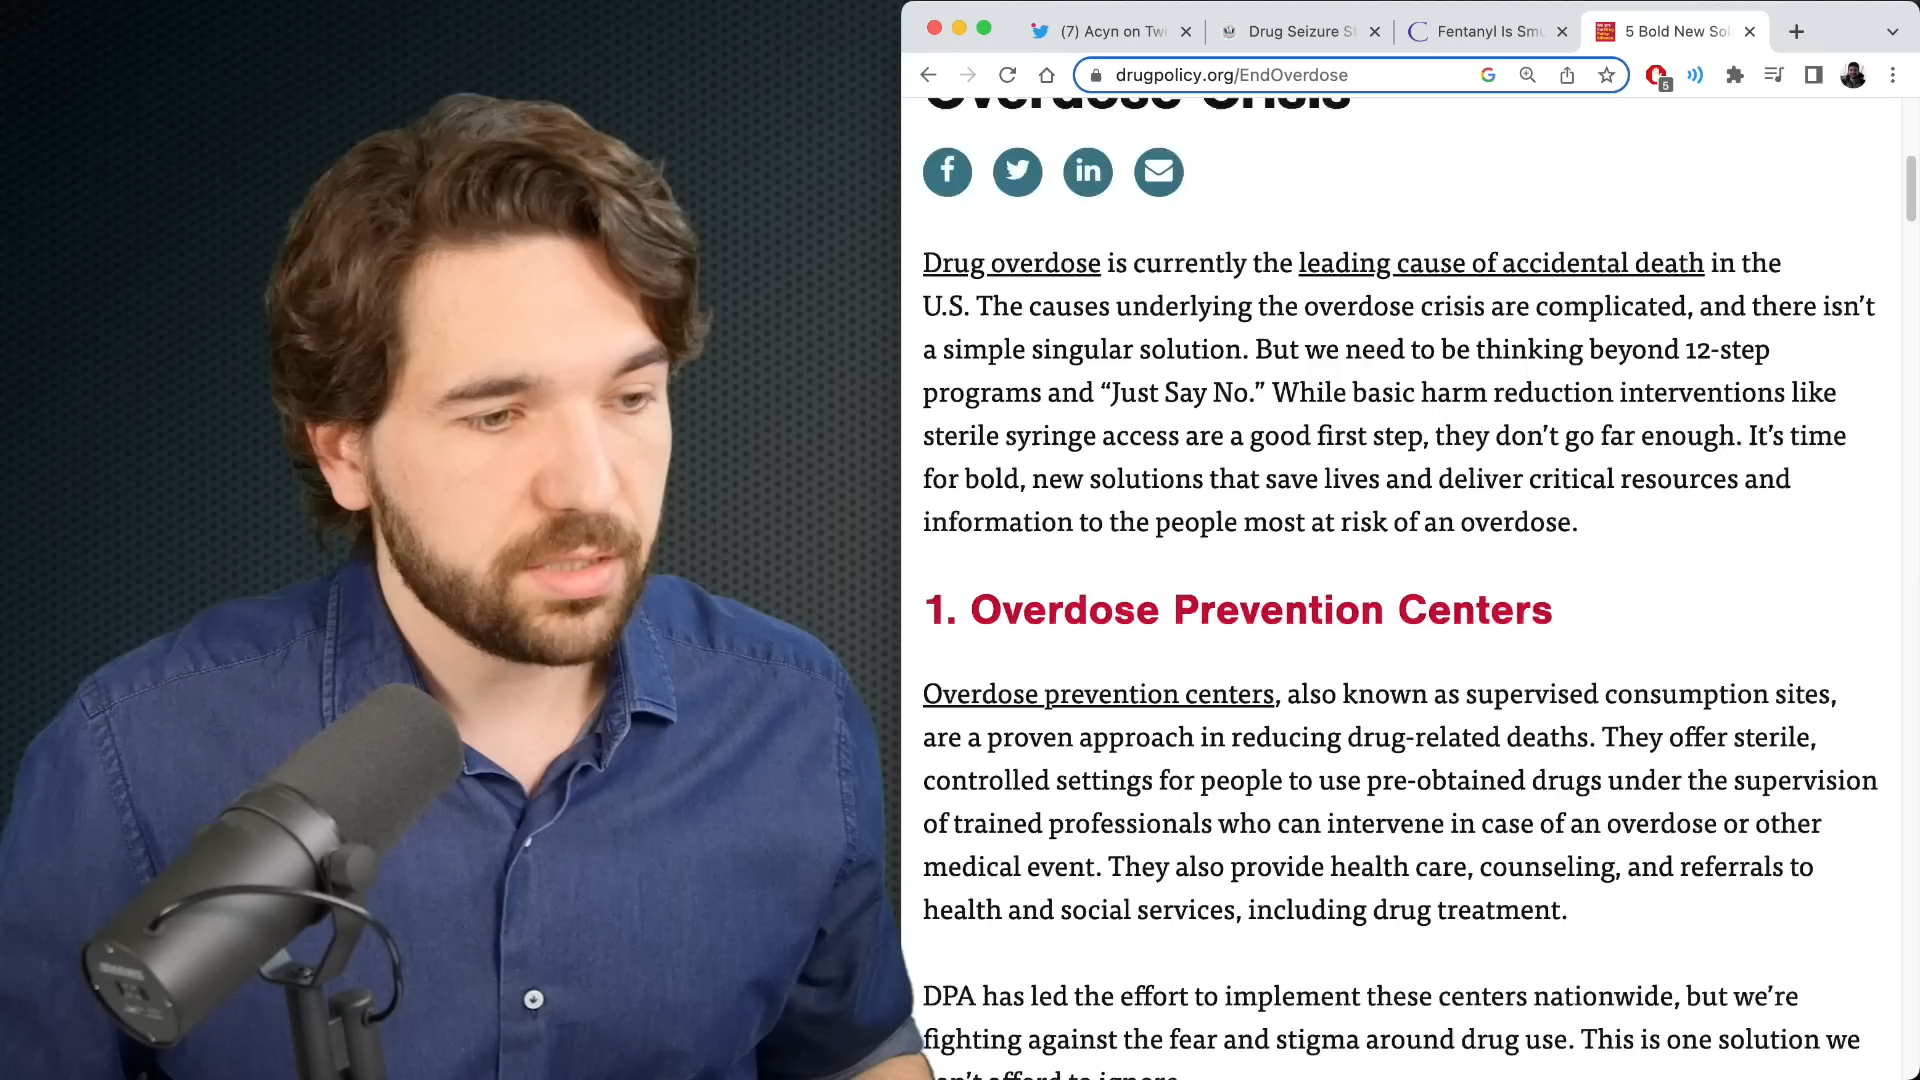 (7) Acyn on Twi
Drug Seizure S
Fentanyl Is Smu
5 Bold New Sol
drugpolicy.org/EndOverdose
5
Overdose Crisis
Drug overdose is currently the leading cause of accidental death in the
U.S. The causes underlying the overdose crisis are complicated, and there isn’t
a simple singular solution. But we need to be thinking beyond 12-step
programs and “Just Say No.” While basic harm reduction interventions like
sterile syringe access are a good first step, they don’t go far enough. It’s time
for bold, new solutions that save lives and deliver critical resources and
information to the people most at risk of an overdose.
1. Overdose Prevention Centers
Overdose prevention centers, also known as supervised consumption sites,
are a proven approach in reducing drug-related deaths. They offer sterile,
controlled settings for people to use pre-obtained drugs under the supervision
of trained professionals who can intervene in case of an overdose or other
medical event. They also provide health care, counseling, and referrals to
health and social services, including drug treatment.
DPA has led the effort to implement these centers nationwide, but we’re
fighting against the fear and stigma around drug use. This is one solution we
can’t afford to ignore.